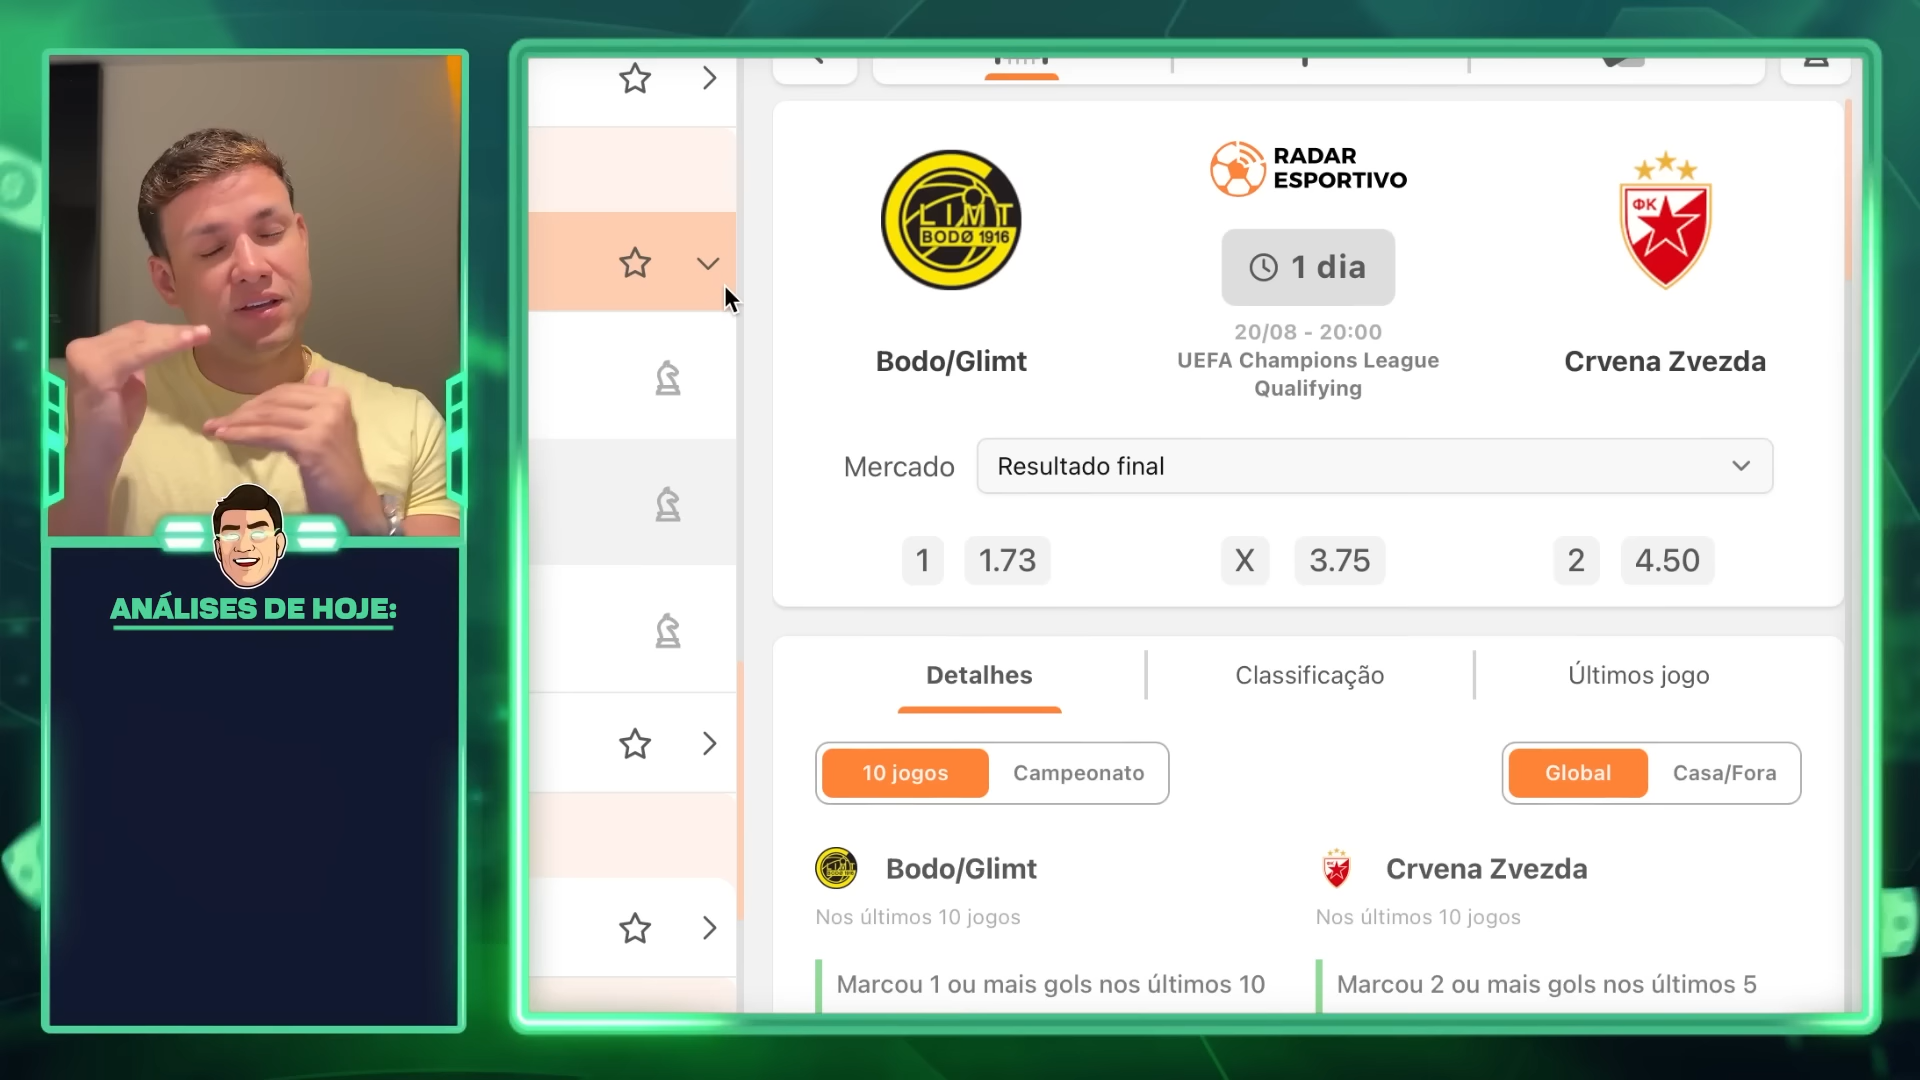 ANÁLISES DE HOJE:
LIMT
BODØ 1916
RADAR
ESPORTIVO
ФК
1 dia
20/08 - 20:00
UEFA Champions League
Qualifying
Bodo/Glimt
Crvena Zvezda
Mercado
Resultado final
1
1.73
X
3.75
2
4.50
Detalhes
Classificação
Últimos jogo
10 jogos
Campeonato
Global
Casa/Fora
Bodo/Glimt
Crvena Zvezda
Nos últimos 10 jogos
Nos últimos 10 jogos
Marcou 1 ou mais gols nos últimos 10
Marcou 2 ou mais gols nos últimos 5